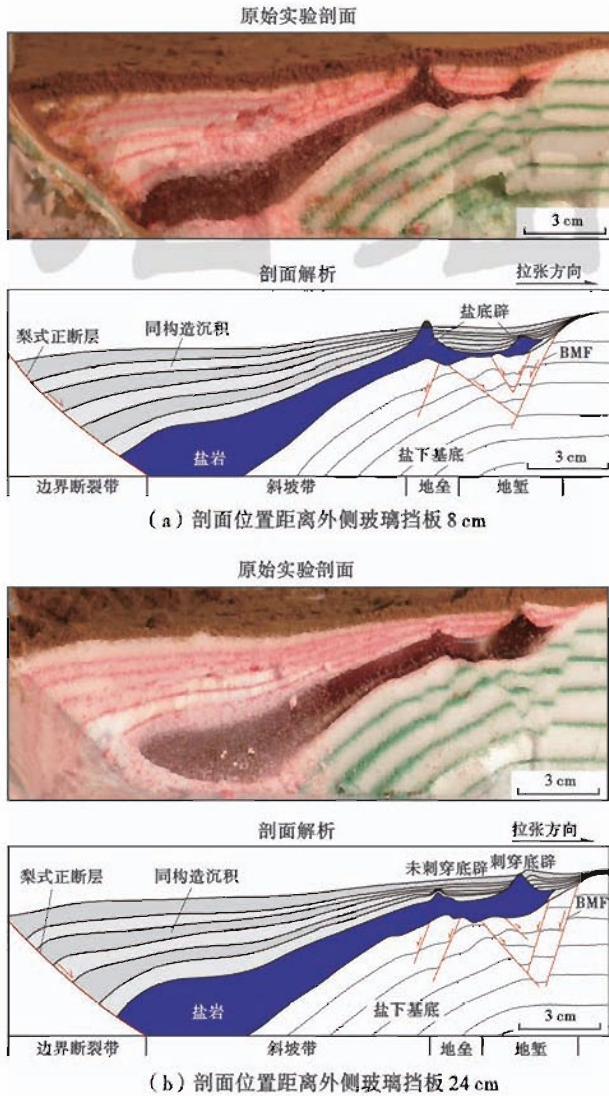 原始实验剖面
3 cm
剖面解析
拉张方向
梨式正断层
同构造沉积
盐底辟
BMF
盐岩
盐下基底
3 cm
边界断裂带 斜坡带 地垒 地堑
(a) 剖面位置距离外侧玻璃挡板 8 cm
原始实验剖面
3 cm
剖面解析
拉张方向
未刺穿底辟 刺穿底辟
梨式正断层
同构造沉积
BMF
盐岩
盐下基底
3 cm
边界断裂带 斜坡带 地垒 地堑
(b) 剖面位置距离外侧玻璃挡板 24 cm